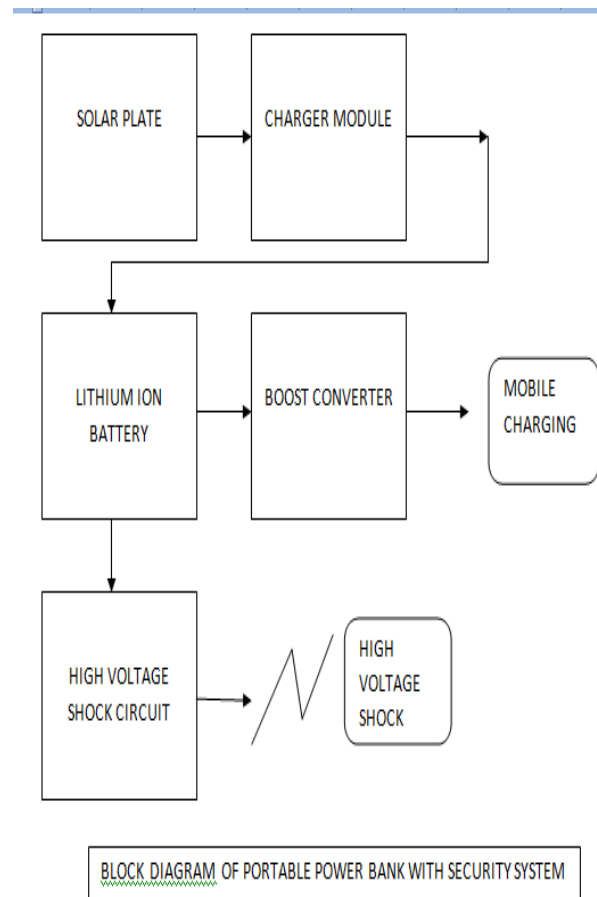 SOLAR PLATE
CHARGER MODULE
LITHIUM ION
BATTERY
BOOST CONVERTER
MOBILE
CHARGING
HIGH VOLTAGE
SHOCK CIRCUIT
HIGH
VOLTAGE
SHOCK
BLOCK DIAGRAM OF PORTABLE POWER BANK WITH SECURITY SYSTEM